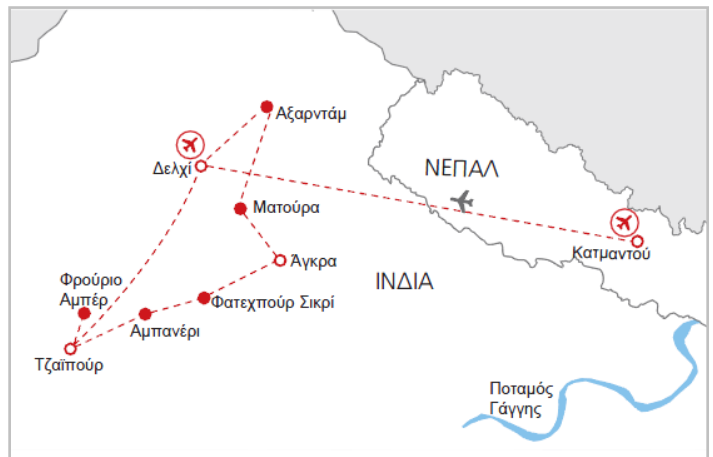 Αξαρντάμ
Δελχί
ΝΕΠΑΛ
Ματούρα
Κατμαντού
Άγκρα
ΙΝΔΙΑ
Φρούριο
Αμπέρ
Φατεχπούρ Σικρί
Αμπανέρι
Τζαϊπούρ
Ποταμός
Γάγγης